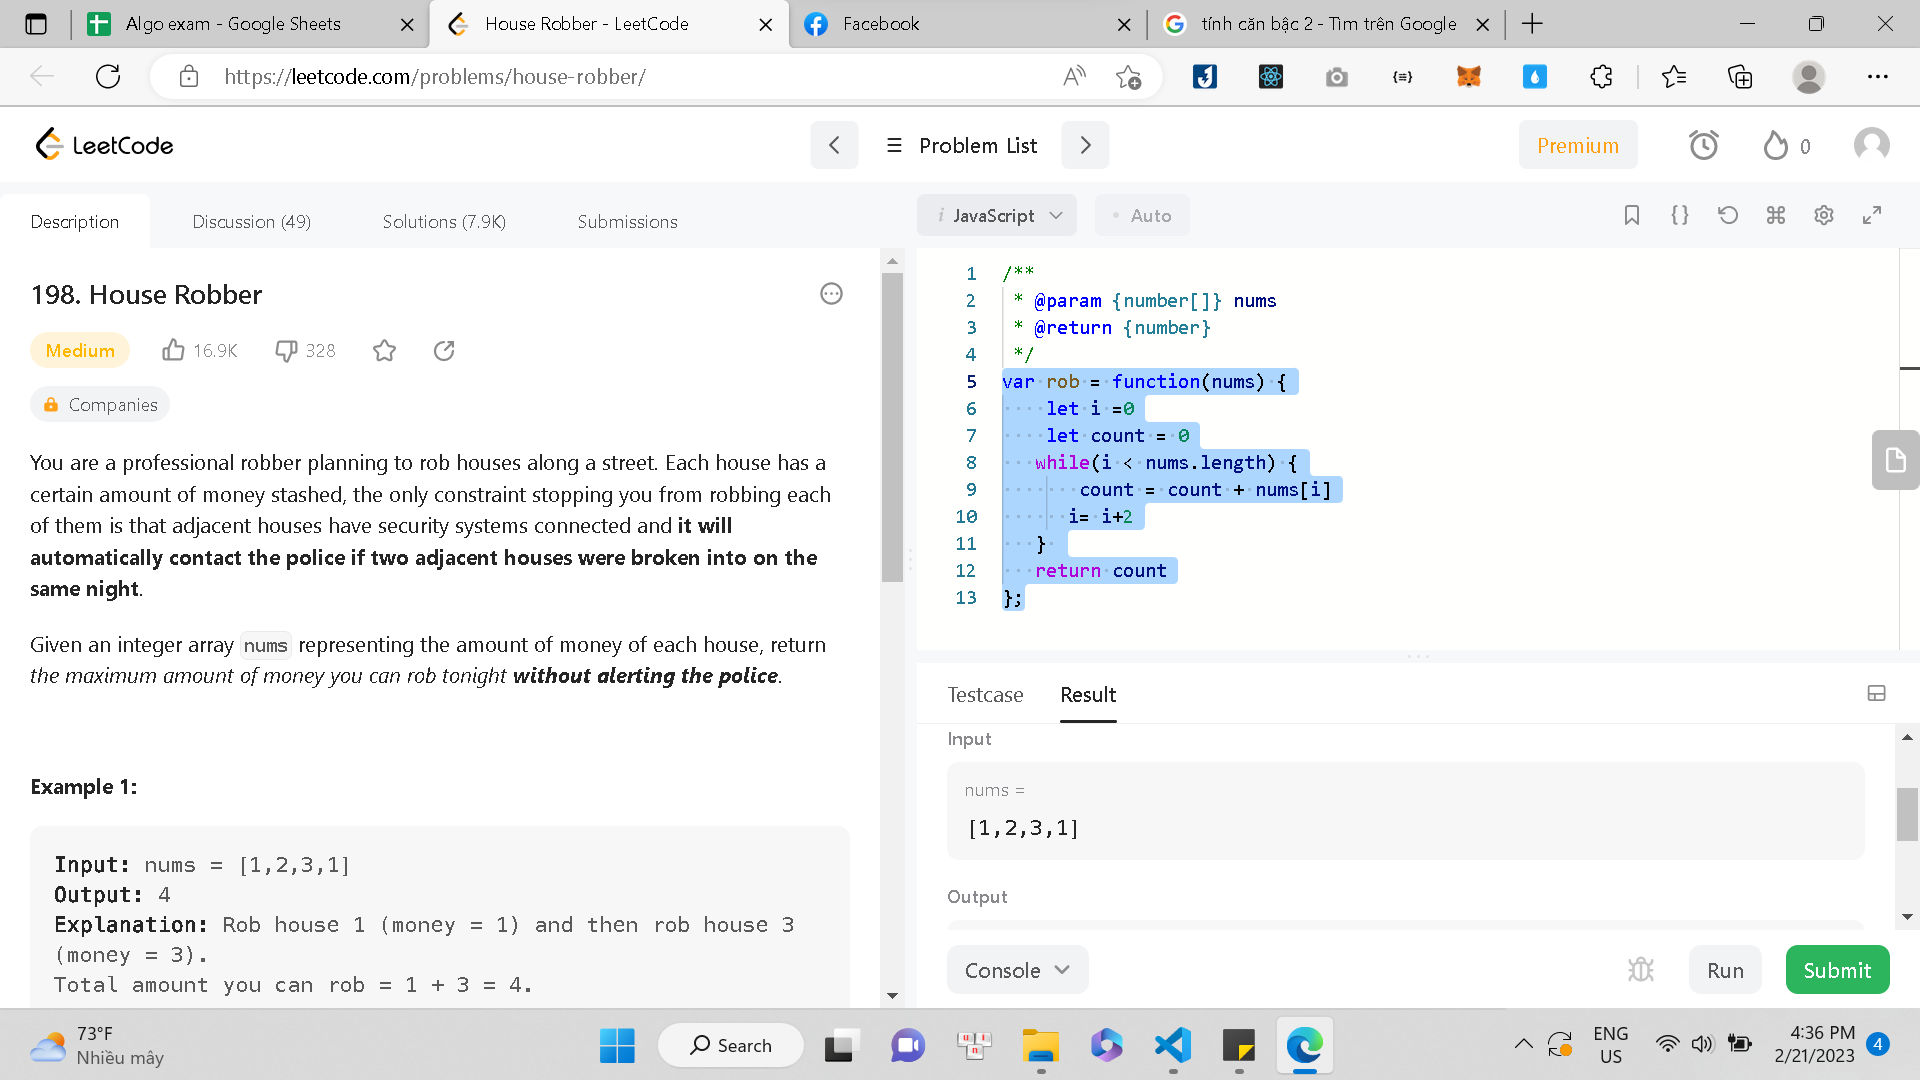 Algo exam - Google Sheets
House Robber - LeetCode
Facebook
tính căn bậc 2 - Tìm trên Google
https://leetcode.com/problems/house-robber/
LeetCode
Problem List
Premium
0
Description
Discussion (49)
Solutions (7.9K)
Submissions
i JavaScript
• Auto
198. House Robber
Medium
16.9K
328
Companies
You are a professional robber planning to rob houses along a street. Each house has a
certain amount of money stashed, the only constraint stopping you from robbing each
of them is that adjacent houses have security systems connected and it will
automatically contact the police if two adjacent houses were broken into on the
same night.
Given an integer array nums representing the amount of money of each house, return
the maximum amount of money you can rob tonight without alerting the police.
Example 1:
Input: nums = [1,2,3,1]
Output: 4
Explanation: Rob house 1 (money = 1) and then rob house 3
(money = 3).
Total amount you can rob = 1 + 3 = 4.
1 /**
2 * @param {number[]} nums
3 * @return {number}
4 */
5 var rob = function(nums) {
6 let i =0
7 let count = 0
8 while(i < nums.length) {
9 count = count + nums[i]
10 i= i+2
11 }
12 return count
13 };
Testcase
Result
Input
nums =
[1,2,3,1]
Output
Console
Run
Submit
73°F
Nhiều mây
Search
ENG
US
4:36 PM
2/21/2023
4